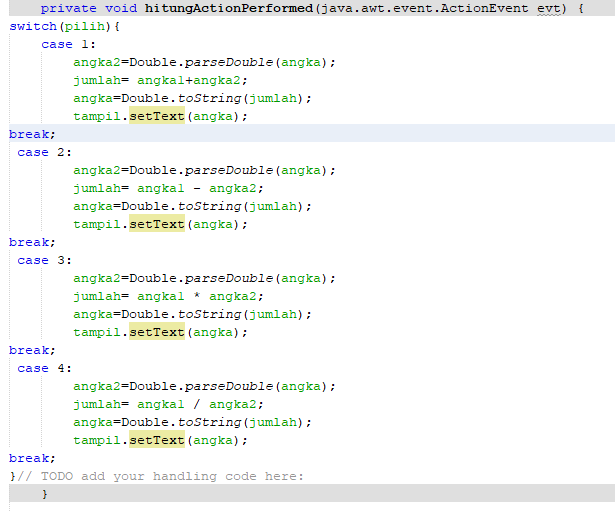 private void hitungActionPerformed(java.awt.event.ActionEvent evt) {
switch(pilih){
case 1:
angka2=Double.parseDouble(angka);
jumlah= angka1+angka2;
angka=Double.toString(jumlah);
tampil.setText(angka);
break;
case 2:
angka2=Double.parseDouble(angka);
jumlah= angka1 - angka2;
angka=Double.toString(jumlah);
tampil.setText(angka);
break;
case 3:
angka2=Double.parseDouble(angka);
jumlah= angka1 * angka2;
angka=Double.toString(jumlah);
tampil.setText(angka);
break;
case 4:
angka2=Double.parseDouble(angka);
jumlah= angka1 / angka2;
angka=Double.toString(jumlah);
tampil.setText(angka);
break;
}// TODO add your handling code here:
}